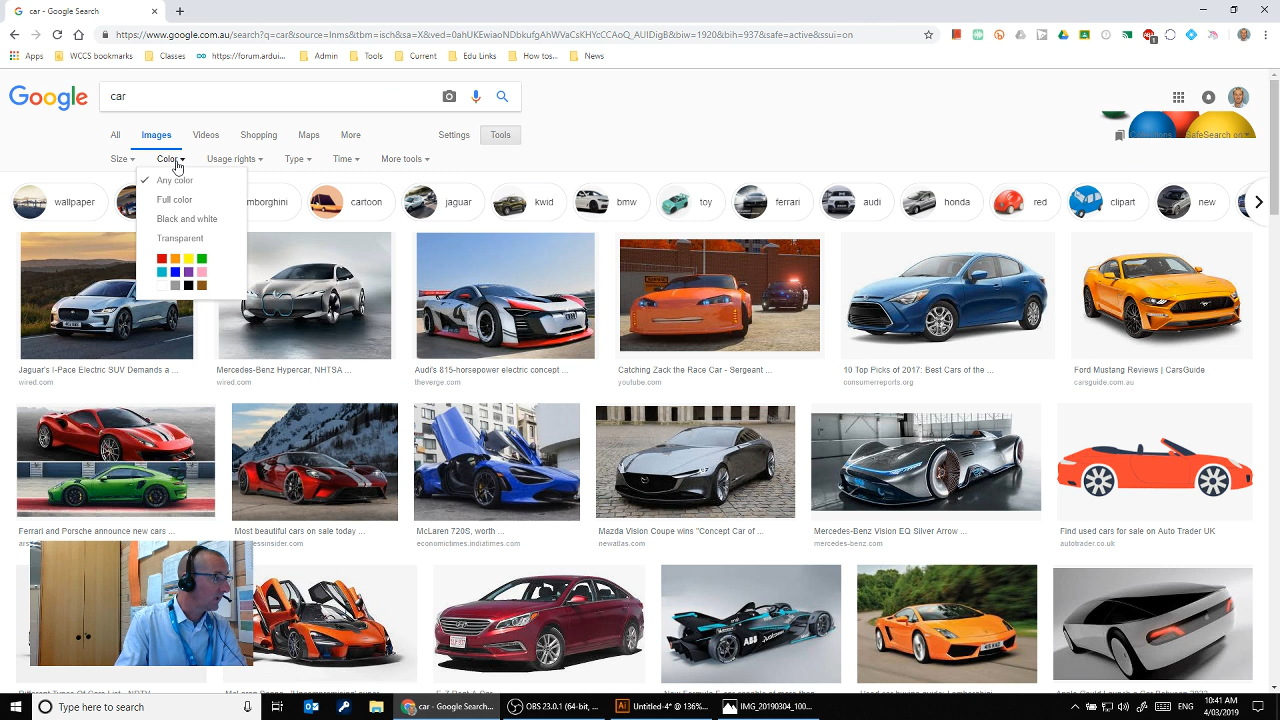 car - Google Search
https://www.google.com.au/search?q=car&source=lnms&tbm=isch&sa=X&ved=0ahUKEwiaoNDbkufgAhWVaCsKHYcCCAoQ_AUIDigB&biw=1920&bih=937&safe=active&ssui=on
Apps WCCS bookmarks Classes https://forum.ardui... Admin Tools Current Edu Links How tos... News
Google car
All Images Videos Shopping Maps More Settings Tools
SafeSearch on
Size Color Usage rights Type Time More tools
Any color
Full color
Black and white
Transparent
wallpaper cartoon jaguar kwid bmw toy ferrari audi honda red clipart new
Jaguar's I-Pace Electric SUV Demands a ...
wired.com
Mercedes-Benz Hypercar, NHTSA ...
wired.com
Audi's 815-horsepower electric concept ...
theverge.com
Catching Zack the Race Car - Sergeant ...
youtube.com
10 Top Picks of 2017: Best Cars of the ...
consumerreports.org
Ford Mustang Reviews | CarsGuide
carsguide.com.au
Ferrari and Porsche announce new cars ...
Most beautiful cars on sale today ...
McLaren 720S, worth ...
economictimes.indiatimes.com
Mazda Vision Coupe wins "Concept Car of ...
newatlas.com
Mercedes-Benz Vision EQ Silver Arrow ...
mercedes-benz.com
Find used cars for sale on Auto Trader UK
autotrader.co.uk
ABB
Type here to search
car - Google Search...
OBS 23.0.1 (64-bit, ...
Untitled-4* @ 136%...
IMG_20190304_100...
ENG
10:41 AM
4/03/2019